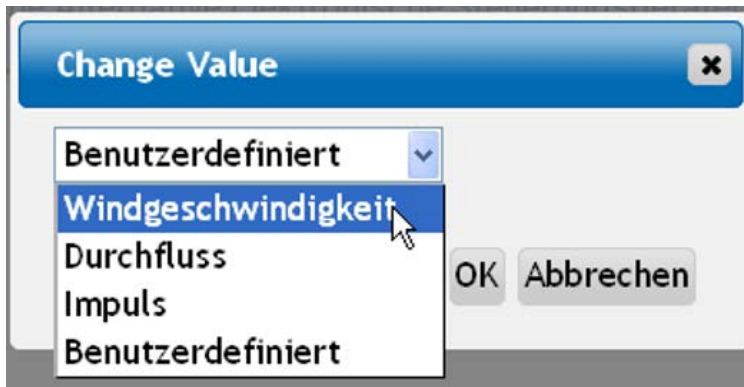 Change Value
Benutzerdefiniert
Windgeschwindigkeit
Durchfluss
Impuls
Benutzerdefiniert
OK Abbrechen